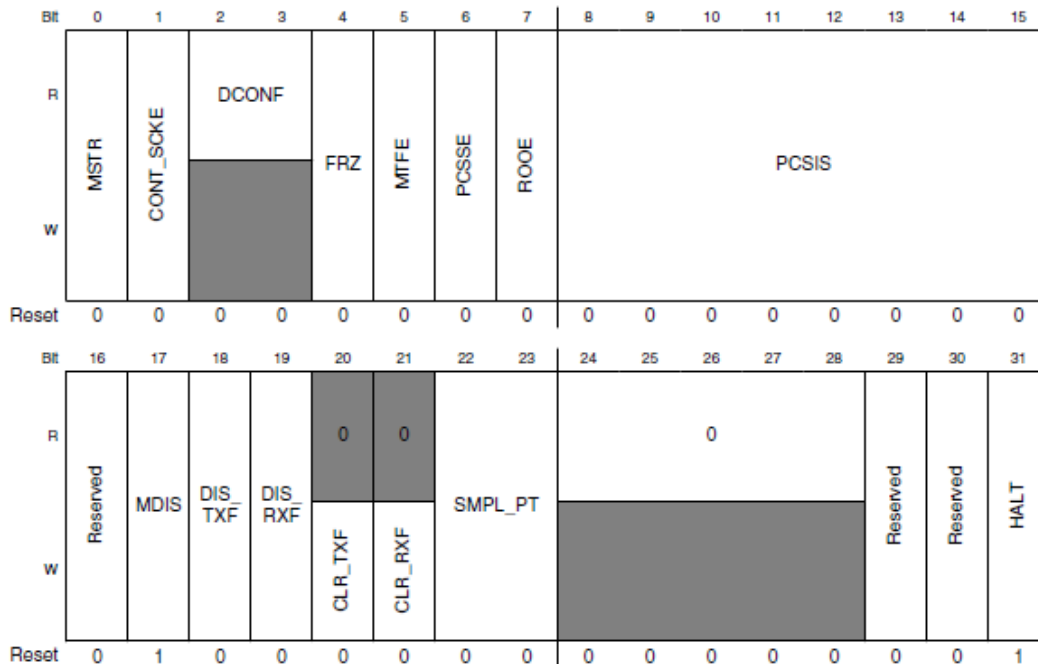 Bit 0 1 2 3 4 5 6 7 8 9 10 11 12 13 14 15
R MSTR CONT_SCKE DCONF FRZ MTFE PCSSE ROOE PCSIS
W
Reset 0 0 0 0 0 0 0 0 0 0 0 0 0 0 0 0
Bit 16 17 18 19 20 21 22 23 24 25 26 27 28 29 30 31
R 0 0 0
Reserved MDIS DIS_TXF DIS_RXF SMPL_PT Reserved Reserved HALT
W CLR_TXF CLR_RXF
Reset 0 1 0 0 0 0 0 0 0 0 0 0 0 0 0 1